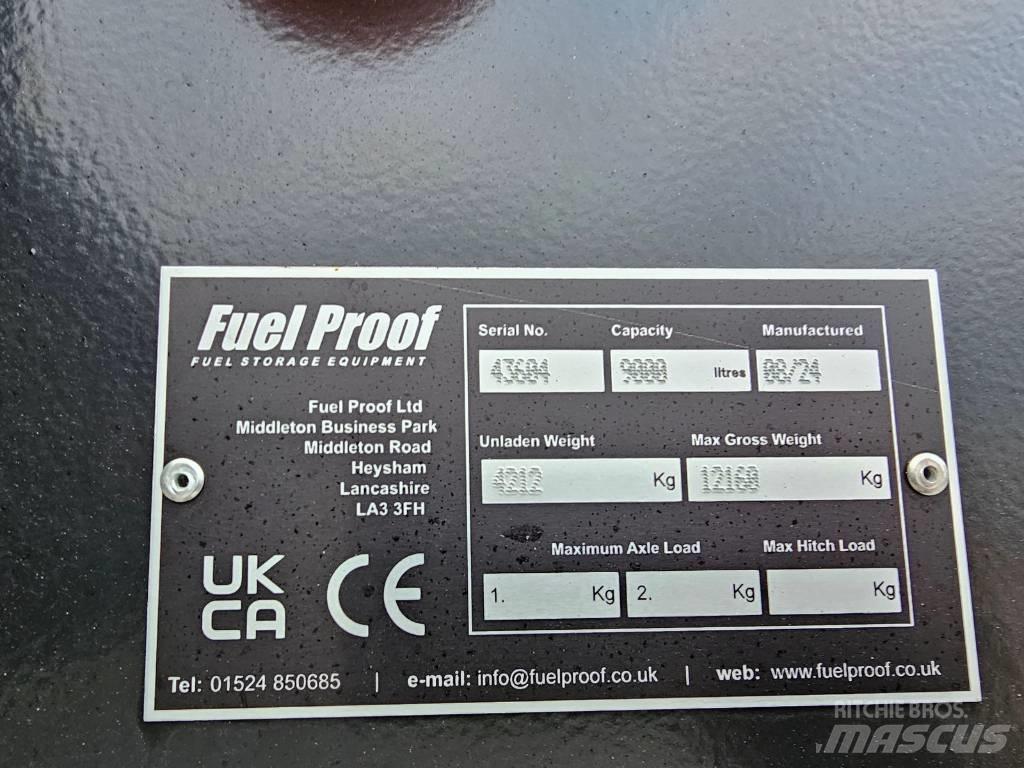 Fuel Proof
FUEL STORAGE EQUIPMENT
Fuel Proof Ltd
Middleton Business Park
Middleton Road
Heysham
Lancashire
LA3 3FH
UK
CA CE
Serial No. Capacity Manufactured
43604 9000 litres 08/24
Unladen Weight Max Gross Weight
4212 Kg 12160 Kg
Maximum Axle Load Max Hitch Load
1. Kg 2. Kg Kg
Tel: 01524 850685 | e-mail: info@fuelproof.co.uk | web: www.fuelproof.co.uk
RITCHIE BROS.
MASCUS